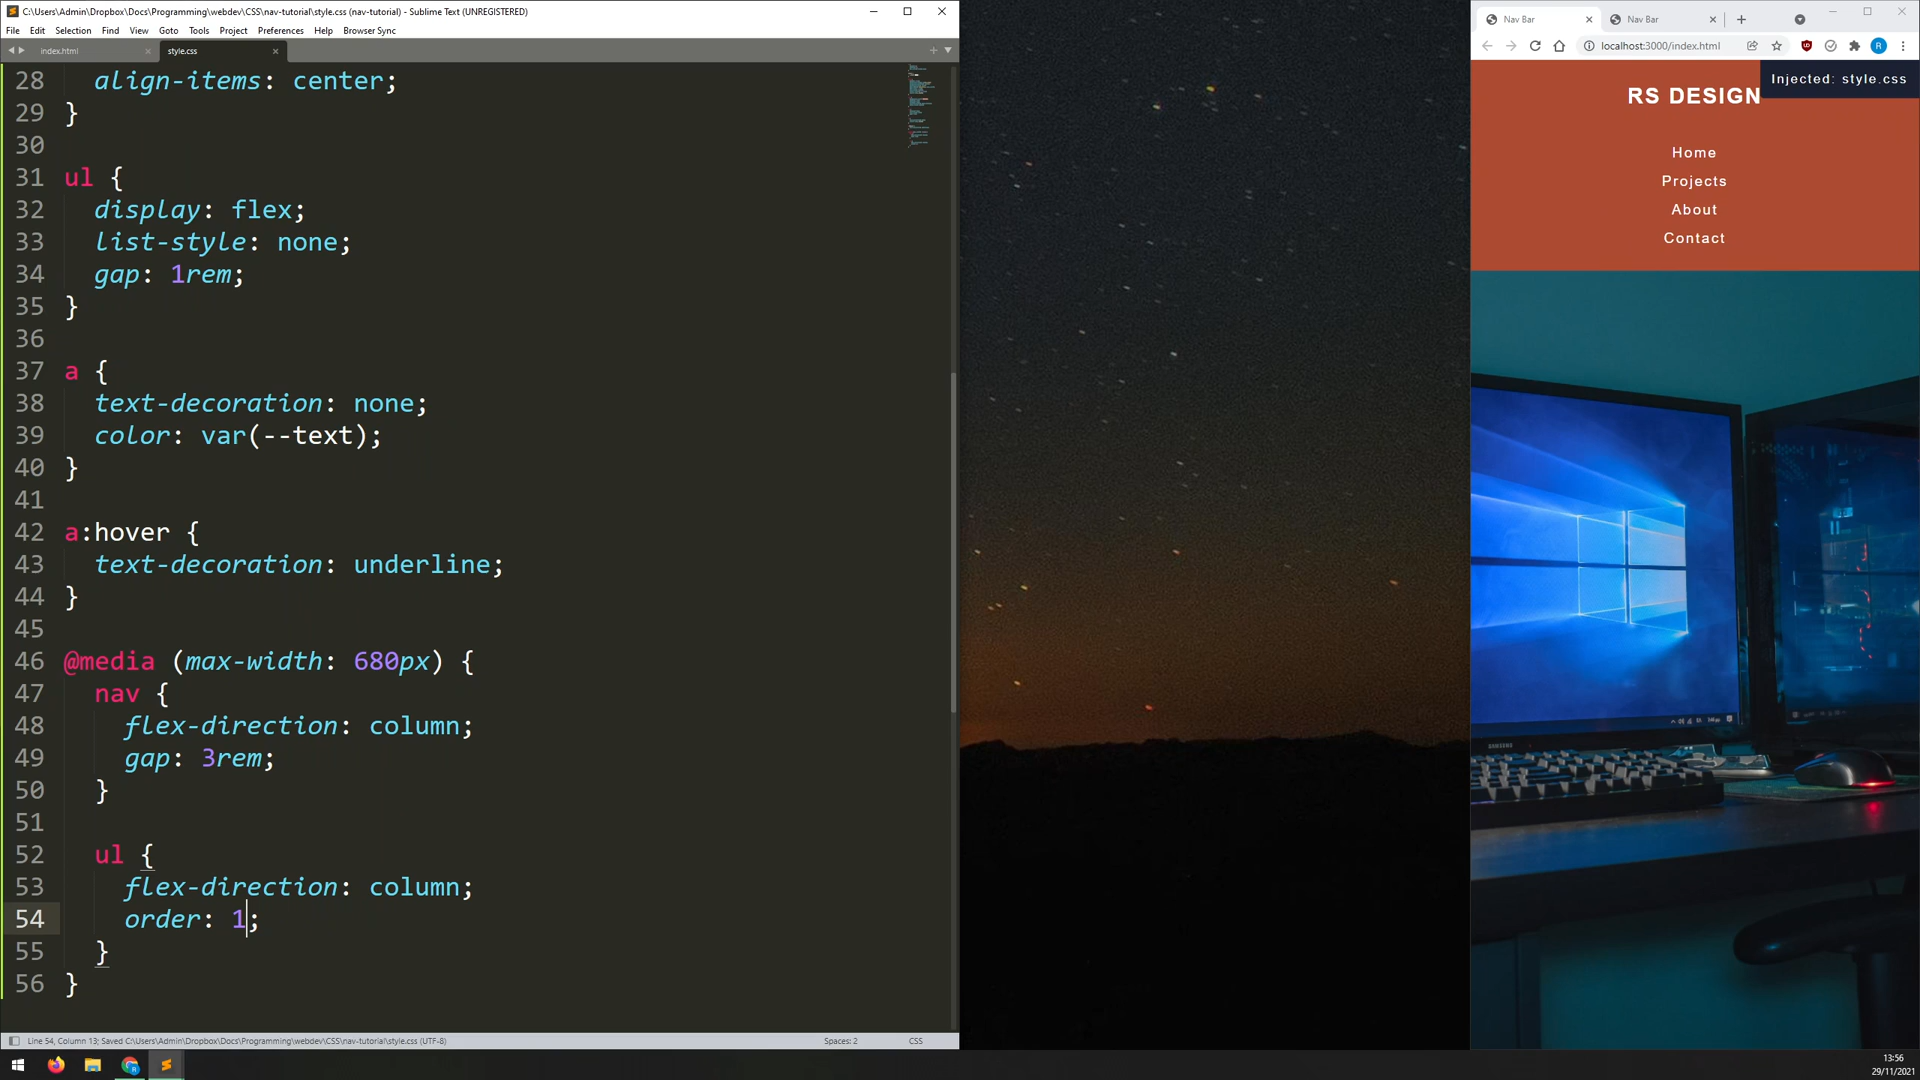 C:\Users\Admin\Dropbox\Docs\Programming\webdev\CSS\nav-tutorial\style.css (nav-tutorial) - Sublime Text (UNREGISTERED)
File Edit Selection Find View Goto Tools Project Preferences Help Browser Sync
index.html
style.css
28 align-items: center;
29 }
30
31 ul {
32 display: flex;
33 list-style: none;
34 gap: 1rem;
35 }
36
37 a {
38 text-decoration: none;
39 color: var(--text);
40 }
41
42 a:hover {
43 text-decoration: underline;
44 }
45
46 @media (max-width: 680px) {
47 nav {
48 flex-direction: column;
49 gap: 3rem;
50 }
51
52 ul {
53 flex-direction: column;
54 order: 1;
55 }
56 }
Line 54, Column 13; Saved C:\Users\Admin\Dropbox\Docs\Programming\webdev\CSS\nav-tutorial\style.css (UTF-8)
Spaces: 2
CSS
Nav Bar
Nav Bar
localhost:3000/index.html
R
Injected: style.css
RS DESIGN
Home
Projects
About
Contact
SAMSUNG
13:56
29/11/2021